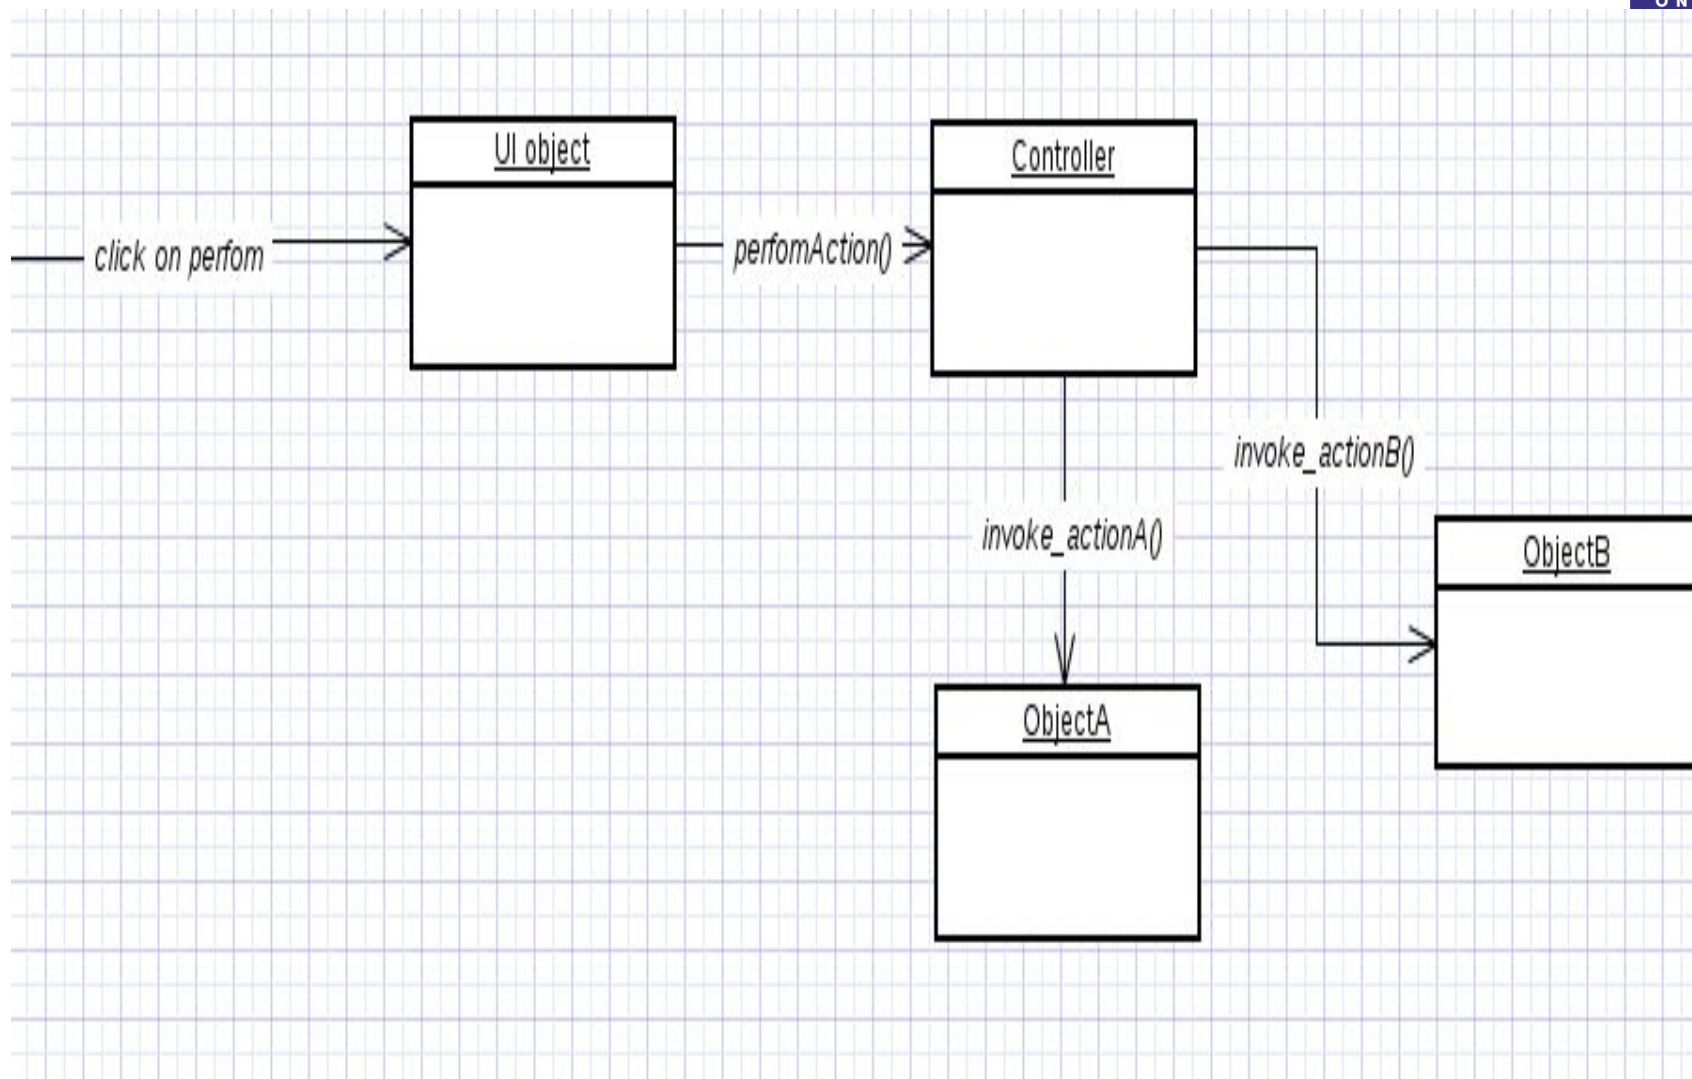 UI object
Controller
click on perfom
perfomAction()
invoke_actionB()
invoke_actionA()
ObjectB
ObjectA